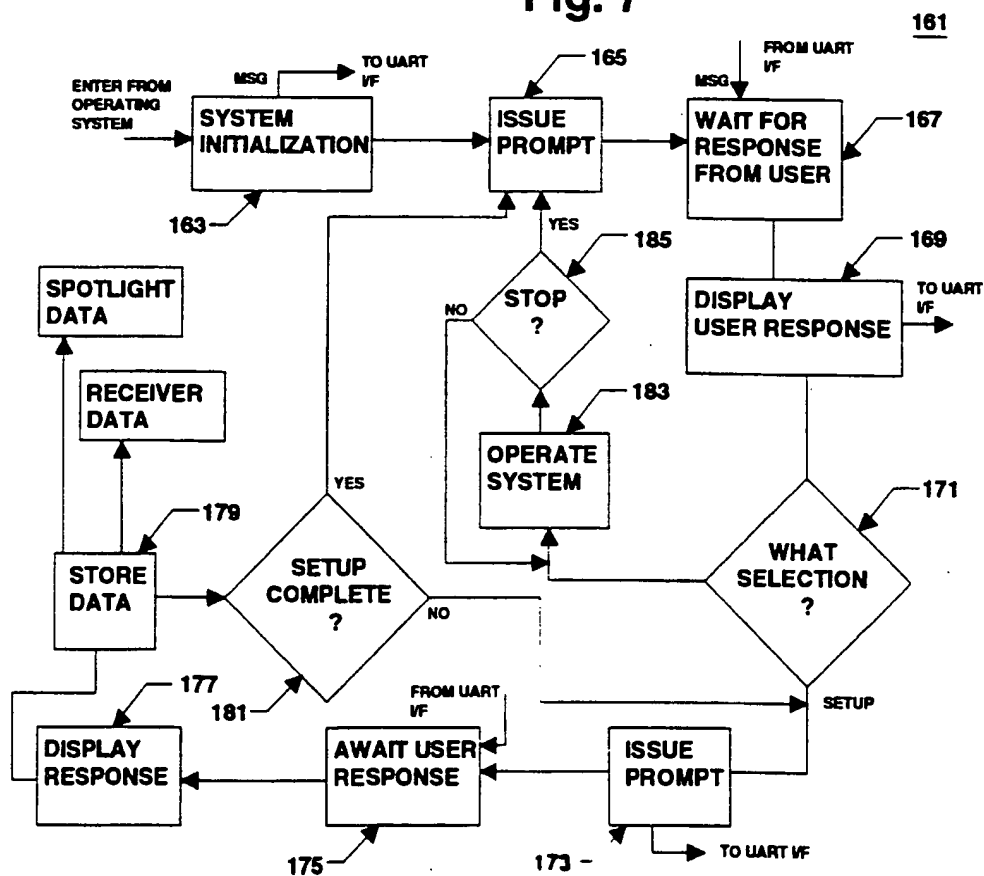 Fig. 7
161
ENTER FROM
OPERATING
SYSTEM
MSG
TO UART
I/F
SYSTEM
INITIALIZATION
163
165
ISSUE
PROMPT
FROM UART
I/F
MSG
WAIT FOR
RESPONSE
FROM USER
167
169
DISPLAY
USER RESPONSE
TO UART
I/F
YES
185
STOP
?
NO
183
OPERATE
SYSTEM
171
WHAT
SELECTION
?
SETUP
SPOTLIGHT
DATA
RECEIVER
DATA
179
STORE
DATA
YES
SETUP
COMPLETE
?
NO
181
177
DISPLAY
RESPONSE
FROM UART
I/F
AWAIT USER
RESPONSE
175
ISSUE
PROMPT
173
TO UART I/F